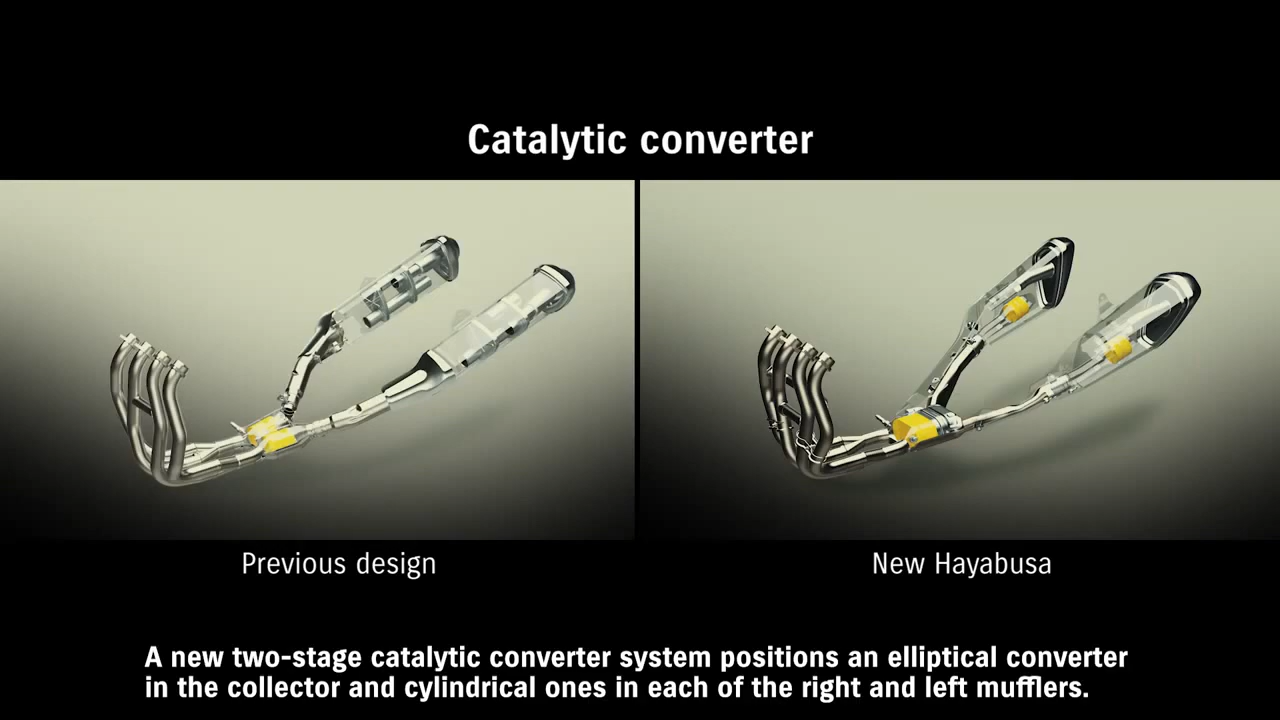 Catalytic converter
Previous design
New Hayabusa
A new two-stage catalytic converter system positions an elliptical converter
in the collector and cylindrical ones in each of the right and left mufflers.